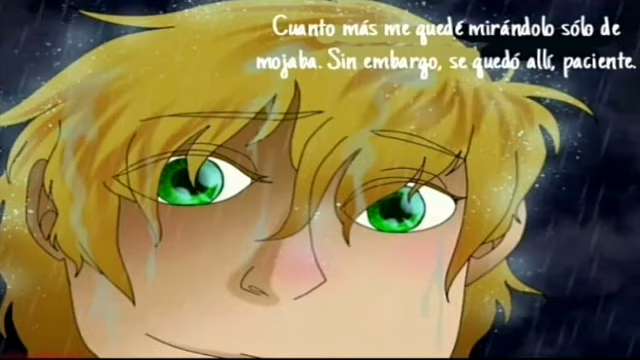 Cuanto más me quedé mirándolo sólo de
mojaba. Sin embargo, se quedó allí, paciente.